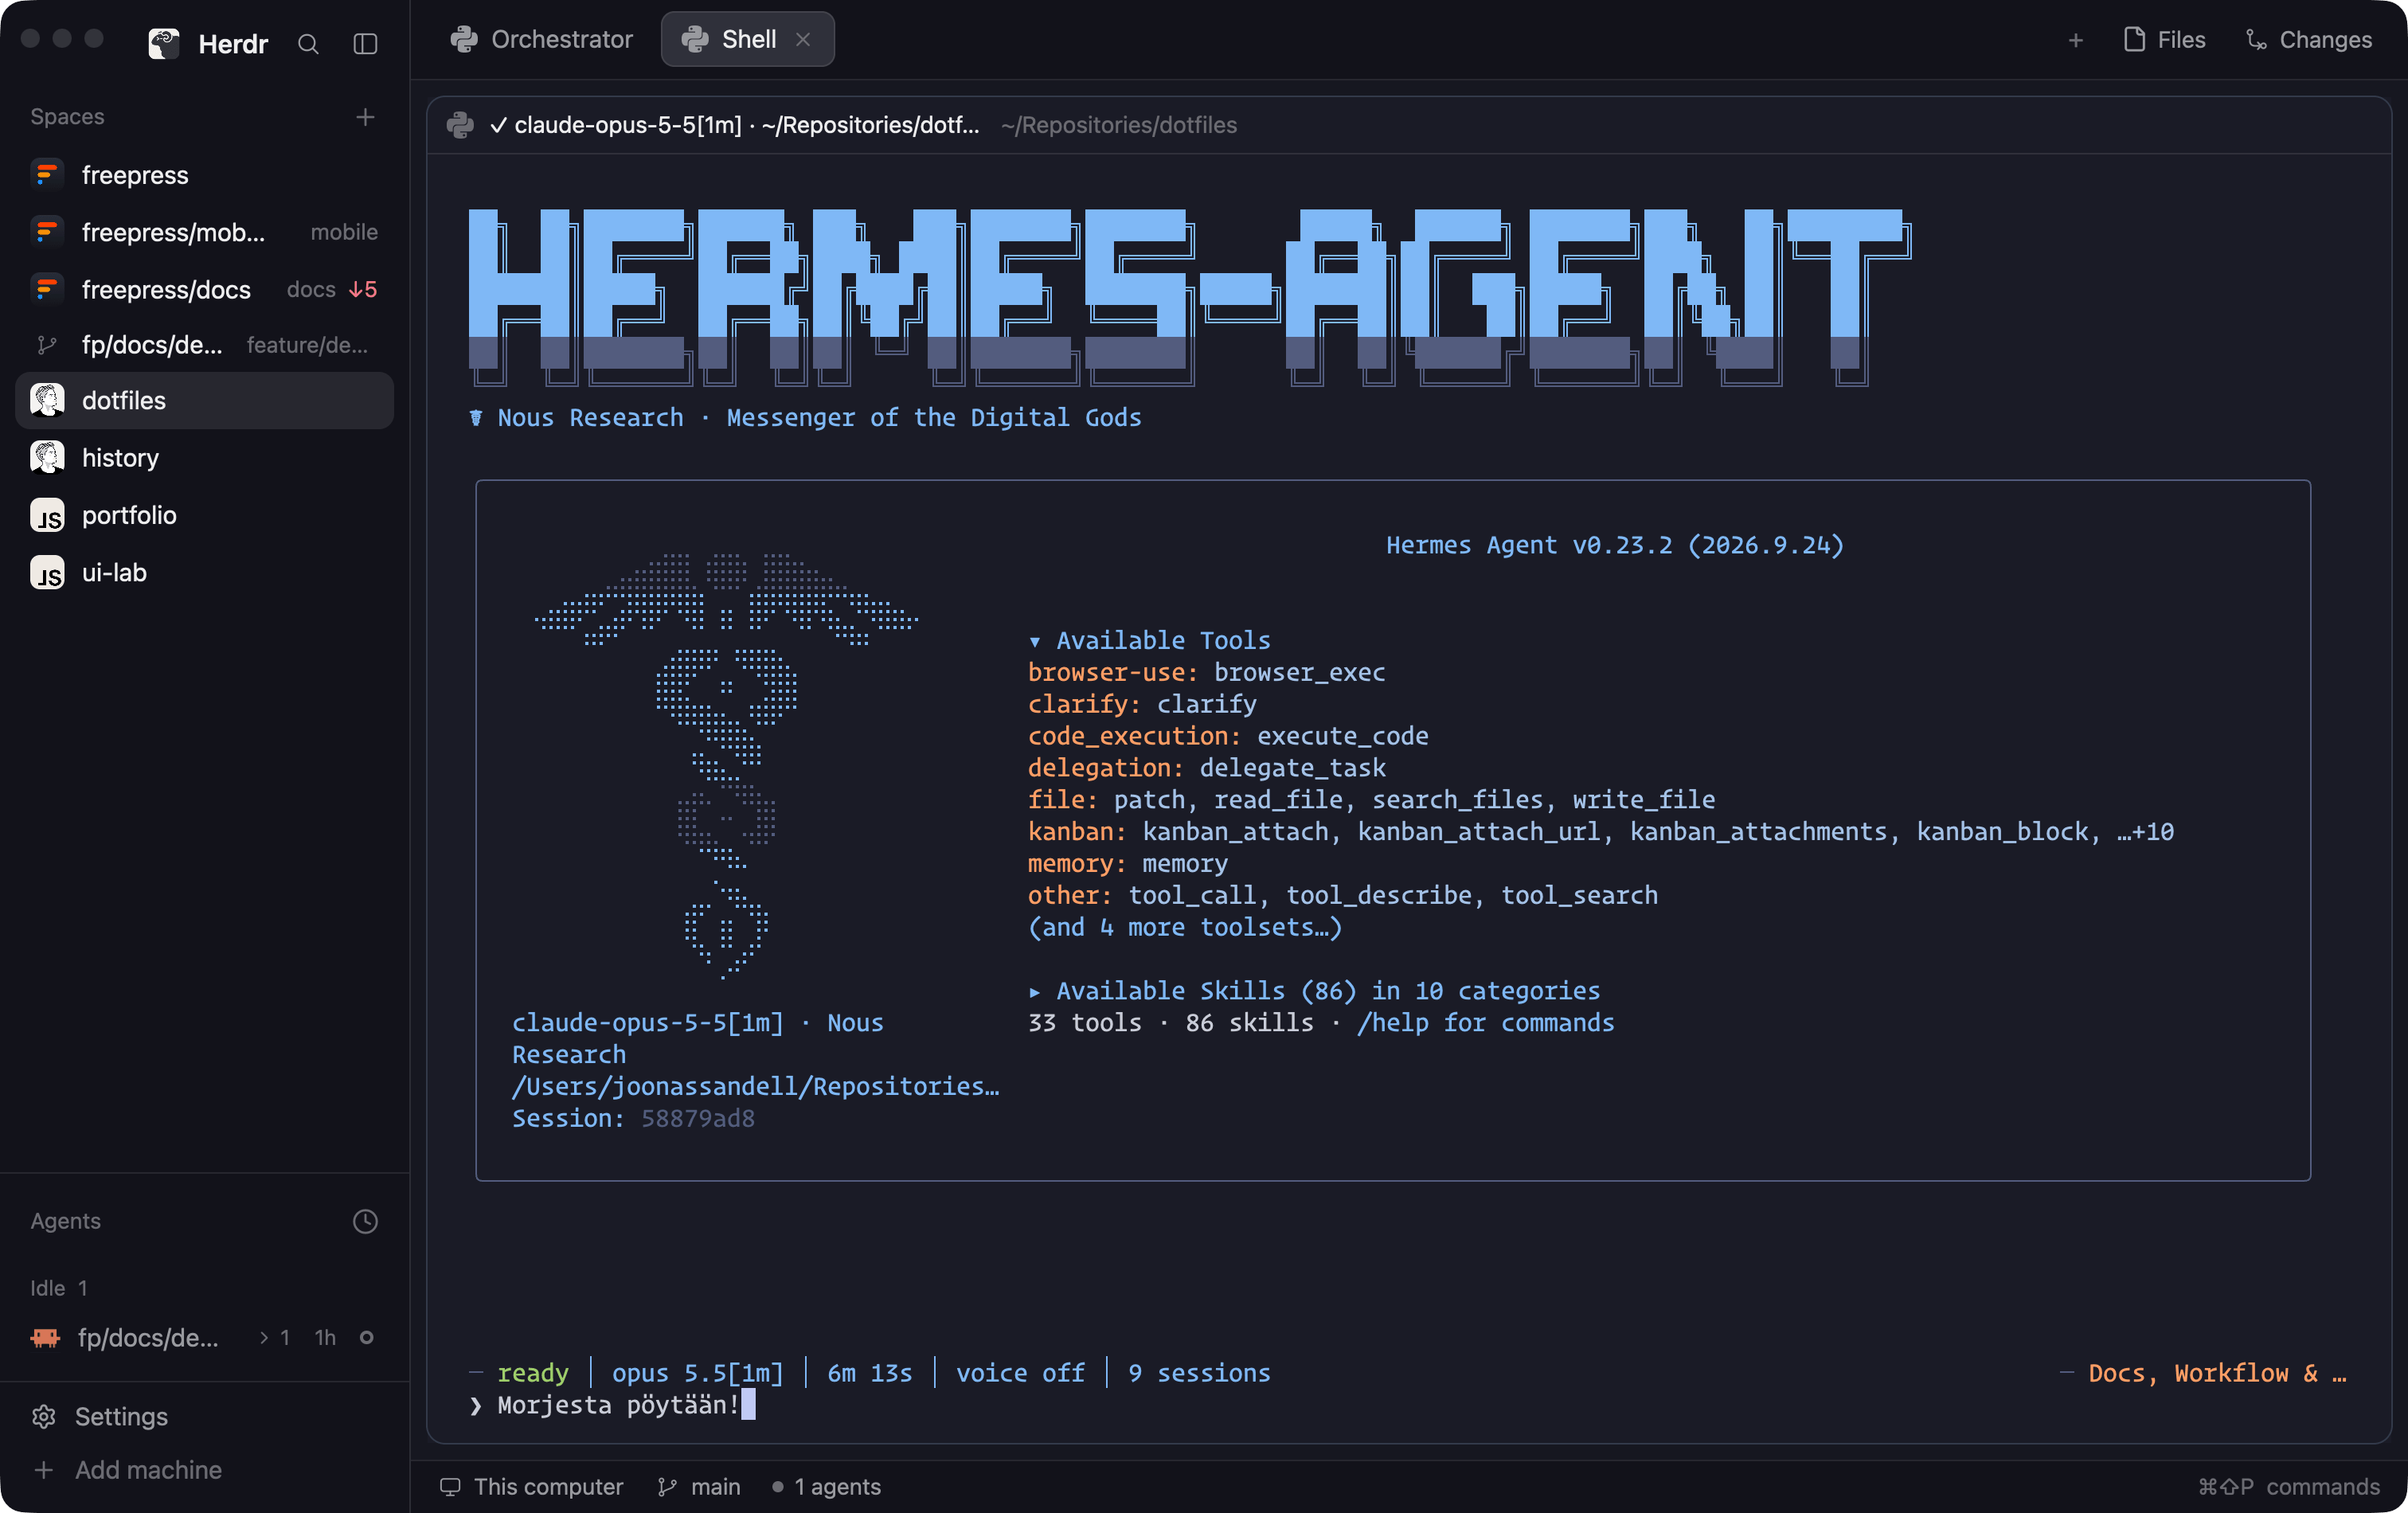 Herdr
Orchestrator
Shell
Files
Changes
Spaces
freepress
freepress/mob... mobile
freepress/docs docs ↓5
fp/docs/de... feature/de...
dotfiles
history
JS portfolio
JS ui-lab
Agents
Idle 1
fp/docs/de... > 1 1h
Settings
+ Add machine
✓ claude-opus-5-5[1m] · ~/Repositories/dotf... ~/Repositories/dotfiles
HERMES-AGENT
Nous Research · Messenger of the Digital Gods
Hermes Agent v0.23.2 (2026.9.24)
▾ Available Tools
browser-use: browser_exec
clarify: clarify
code_execution: execute_code
delegation: delegate_task
file: patch, read_file, search_files, write_file
kanban: kanban_attach, kanban_attach_url, kanban_attachments, kanban_block, …+10
memory: memory
other: tool_call, tool_describe, tool_search
(and 4 more toolsets…)
▸ Available Skills (86) in 10 categories
33 tools · 86 skills · /help for commands
claude-opus-5-5[1m] · Nous
Research
/Users/joonassandell/Repositories…
Session: 58879ad8
─ ready │ opus 5.5[1m] │ 6m 13s │ voice off │ 9 sessions ─ Docs, Workflow & …
❯ Morjesta pöytään!
This computer main 1 agents ⌘⇧P commands